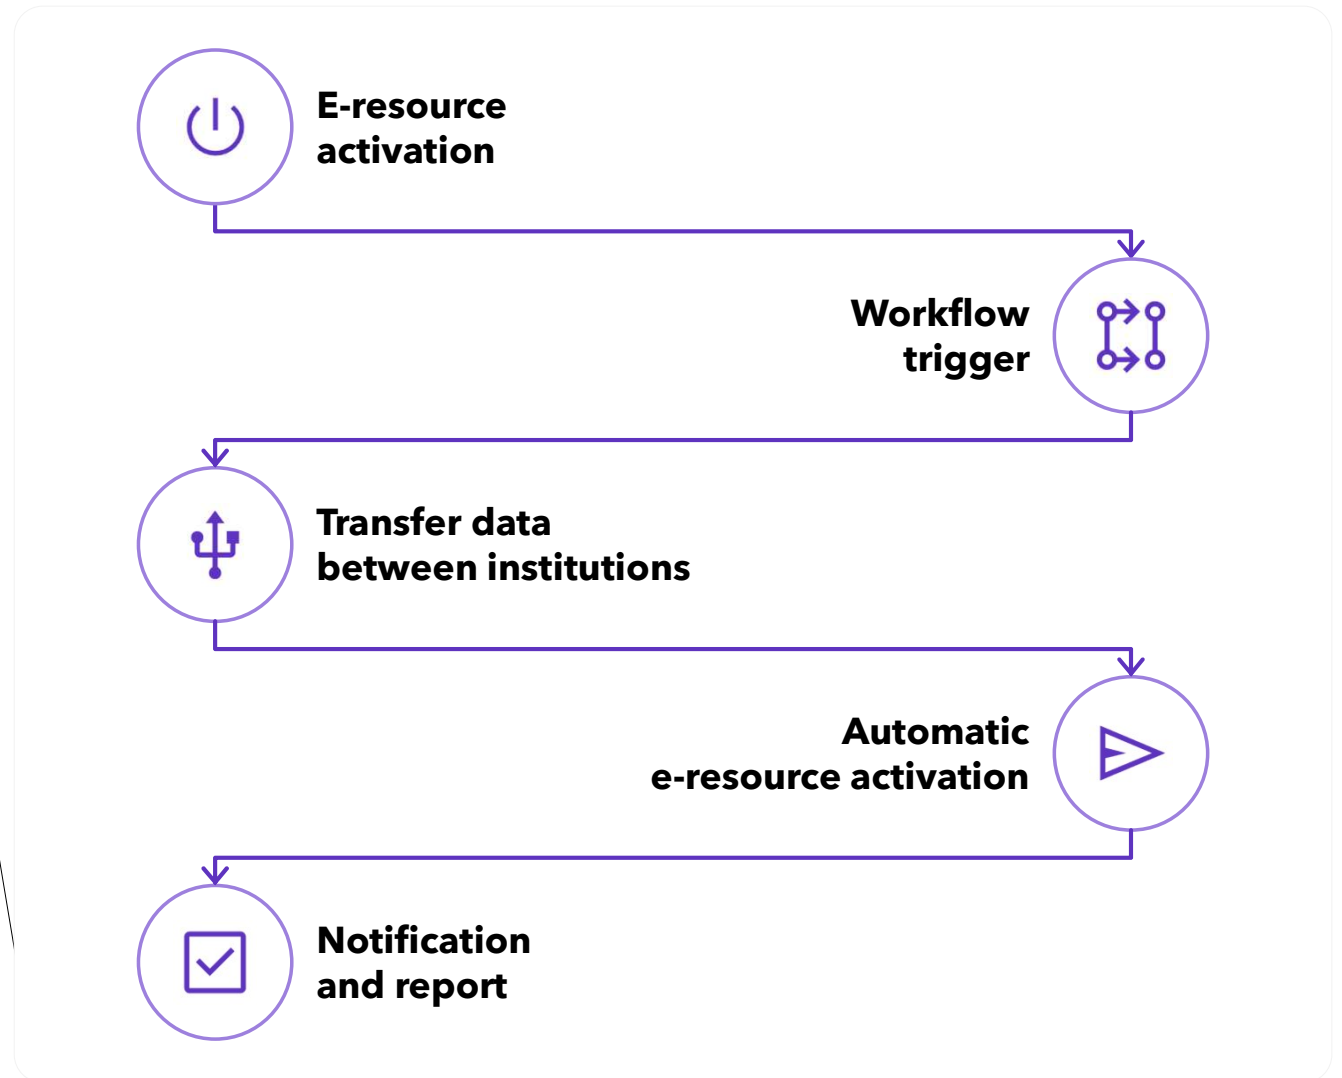 E-resource
activation
Workflow
trigger
Transfer data
between institutions
Automatic
e-resource activation
Notification
and report